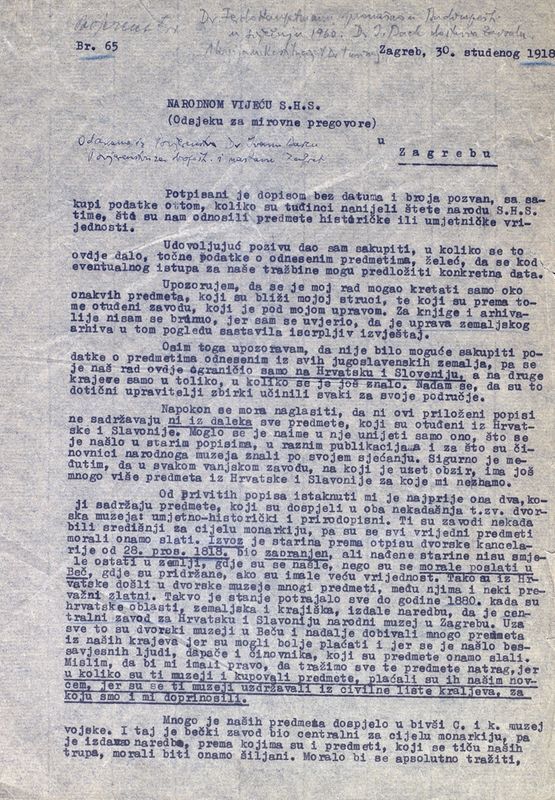 Br. 65
Zagreb, 30. studenog 1918
NARODNOM VIJEĆU S.H.S.
(Odsjeku za mirovne pregovore)
u
Zagrebu
Potpisani je dopisom bez datuma i broja pozvan, sa sa-
kupi podatke o tom, koliko su tudinci nanijeli štete narodu S.H.S.
time, što su nam odnosili predmete historičke ili umjetničke vri-
jednosti.
Udovoljujuć pozivu dao sam sakupiti, u koliko se to
ovdje dalo, točne podatke o odnesenim predmetima, želeć, da se kod
eventualnog istupa za naše tražbine mogu predložiti konkretna data.
Upozorujem, da se je moj rad mogao kretati samo oko
onakvih predmeta, koji su bliži mojoj struci, te koji su prema to-
me otuđeni zavodu, koji je pod mojom upravom. Za knjige i arhiva-
lije nisam se brinuo, jer sam se uvjerio, da je uprava zemaljskog
arhiva u tom pogledu sastavila iscrpljiv izvještaj.
Osim toga upozoravam, da nije bilo moguće sakupiti po-
datke o predmetima odnesenim iz svih jugoslavenskih zemalja, pa se
je naš rad ovdje ograničio samo na Hrvatsku i Sloveniju, a na druge
krajeve samo u toliko, u koliko se je još znalo. Nadam se, da su to
dotični upravitelji zbirki učinili svaki za svoje područje.
Napokon se mora naglasiti, da ni ovi priloženi popisi
ne sadržavaju ni iz daleka sve predmete, koji su otuđeni iz Hrvat-
ske i Slavonije. Moglo se je naime u nje unijeti samo ono, što se
je našlo u starim popisima, u raznim publikacijama i za što su či-
novnici narodnoga muzeja znali po svojem sjećanju. Sigurno je me-
đutim, da u svakom vanjskom zavodu, na koji je uzet obzir, ima još
mnogo više predmeta iz Hrvatske i Slavonije za koje mi neznamo.
Od privitih popisa istaknuti mi je najprije ona dva, ko-
ji sadržaju predmete, koji su dospjeli u oba nekadažnja t.zv. dvor-
ska muzeja: umjetno-historički i prirodopisni. Ti su zavodi nekada
bili središnji za cijelu monarkiju, pa su se svi vrijedni predmeti
morali onamo slati. Izvoz je starina prema otpisu dvorske kancela-
rije od 28. pros. 1818. bio zabranjen, ali nađene starine nisu smje-
le ostati u zemlji, gdje su se našle, nego su se morale poslati u
Beč, gdje su pridržane, ako su imale veću vrijednost. Tako su iz Hr-
vatske došli u dvorske muzeje mnogi predmeti, među njima i neki pre-
važni zlatni. Takvo je stanje potrajalo sve do godine 1880. kada su
hrvatske oblasti, zemaljska i krajiška, izdale naredbu, da je cen-
tralni zavod za Hrvatsku i Slavoniju narodni muzej u Zagrebu. Uza
sve to su dvorski muzeji u Beču i nadalje dobivali mnogo predmeta
iz naših krajeva jer su mogli bolje plaćati i jer se je našlo bes-
savjesnih ljudi, dapače i činovnika, koji su predmete onamo slali.
Mislim, da bi mi imali pravo, da tražimo sve te predmete natrag, jer
u koliko su ti muzeji i kupovali predmete, plaćali su ih našim nov-
cem, jer su se ti muzeji uzdržavali iz civilne liste kraljeva, za
koju smo i mi doprinosili.
Mnogo je naših predmeta dospjelo u bivši C. i k. muzej
vojske. I taj je bečki zavod bio centralni za cijelu monarkiju, pa
je izdavao naredbe, prema kojima su i predmeti, koji se tiču naših
trupa, morali biti onamo šiljani. Moralo bi se apsolutno tražiti,